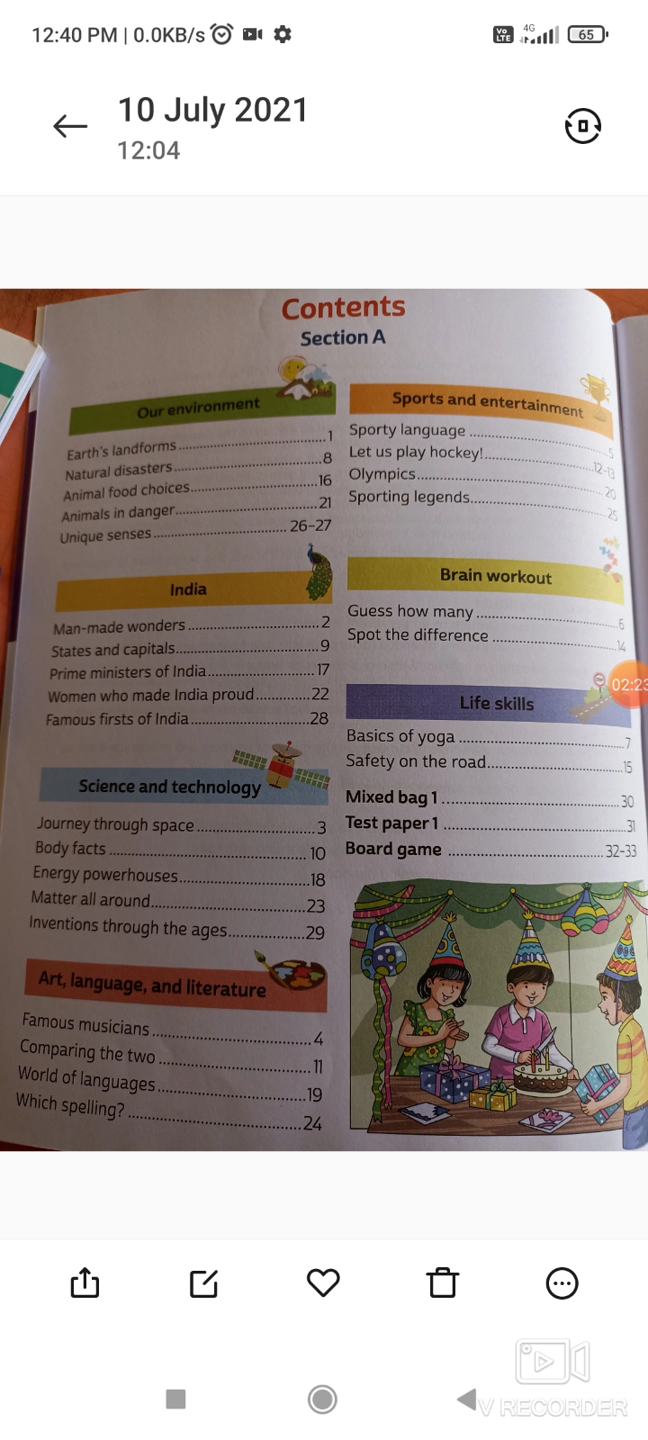 12:40 PM | 0.0KB/s
Vo LTE 4G 65
10 July 2021
12:04
Contents
Section A
Our environment
Earth's landforms ........ 1
Natural disasters ........ 8
Animal food choices ........ 16
Animals in danger ........ 21
Unique senses ........ 26-27
India
Man-made wonders ........ 2
States and capitals ........ 9
Prime ministers of India ........ 17
Women who made India proud ........ 22
Famous firsts of India ........ 28
Science and technology
Journey through space ........ 3
Body facts ........ 10
Energy powerhouses ........ 18
Matter all around ........ 23
Inventions through the ages ........ 29
Art, language, and literature
Famous musicians ........ 4
Comparing the two ........ 11
World of languages ........ 19
Which spelling? ........ 24
Sports and entertainment
Sporty language ........ 5
Let us play hockey! ........ 12-13
Olympics ........ 20
Sporting legends ........ 25
Brain workout
Guess how many ........ 6
Spot the difference ........ 14
02:23
Life skills
Basics of yoga ........ 7
Safety on the road ........ 15
Mixed bag 1 ........ 30
Test paper 1 ........ 31
Board game ........ 32-33
V RECORDER